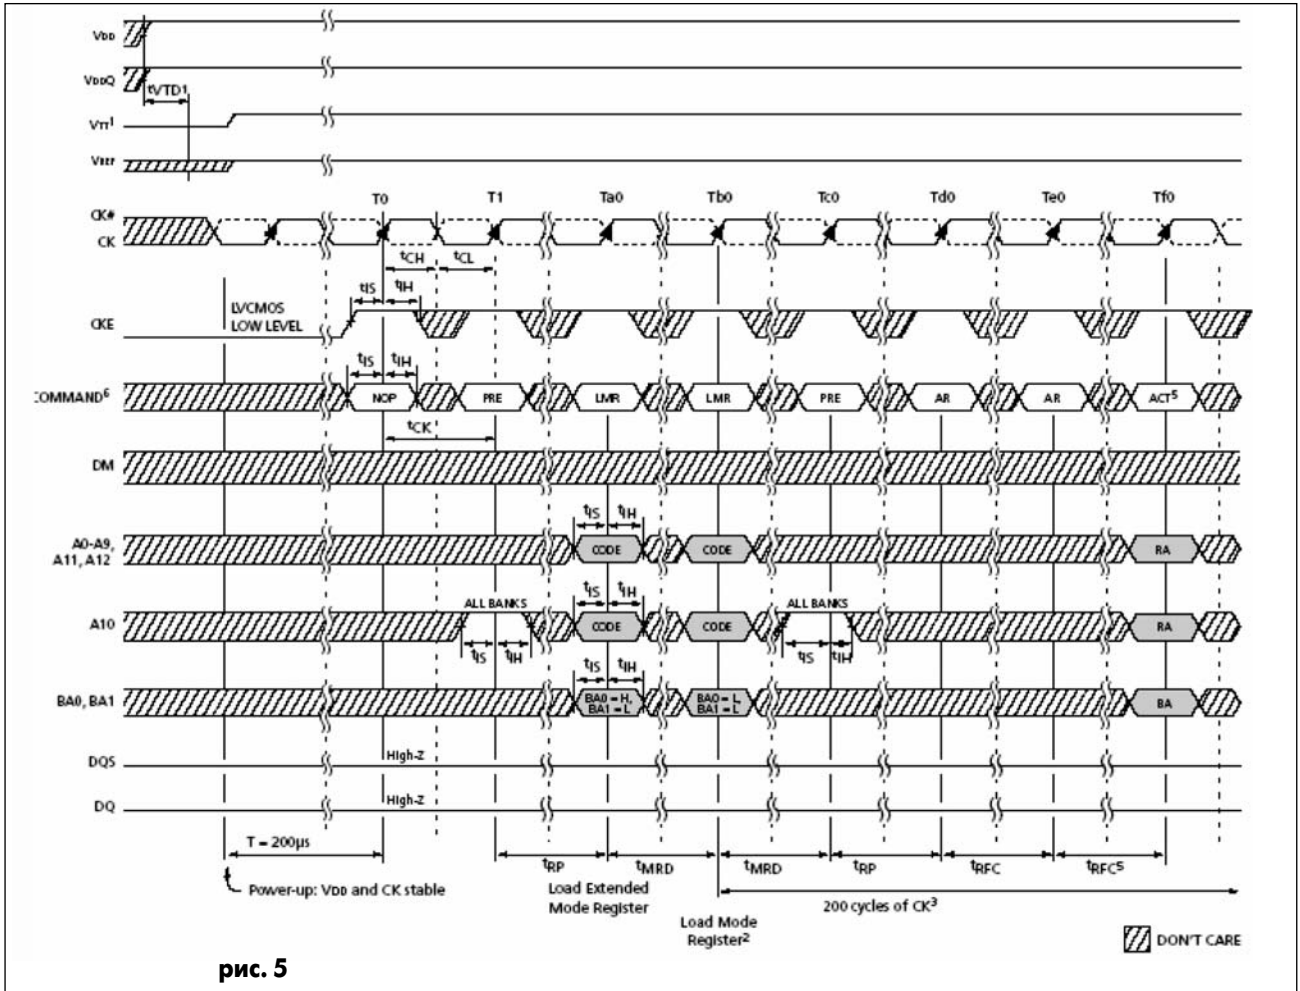 VDD
VDDQ
tVTD1
VTT1
VREF
T0 T1 Ta0 Tb0 Tc0 Td0 Te0 Tf0
CK#
CK
tCH tCL
tIS tIH
LVCMOS
LOW LEVEL
CKE
tIS tIH
COMMAND6 NOP PRE LMR LMR PRE AR AR ACT5
tCK
DM
tIS tIH
A0-A9,
A11, A12
CODE CODE RA
ALL BANKS tIS tIH ALL BANKS
A10 CODE CODE RA
tIS tIH tIS tIH
tIS tIH
BA0, BA1
BA0 = H,
BA1 = L
BA0 = L,
BA1 = L
BA
DQS High-Z
DQ High-Z
T = 200µs
tRP tMRD tMRD tRP tRFC tRFC5
Power-up: VDD and CK stable
Load Extended
Mode Register
200 cycles of CK3
Load Mode
Register2
DON'T CARE
рис. 5